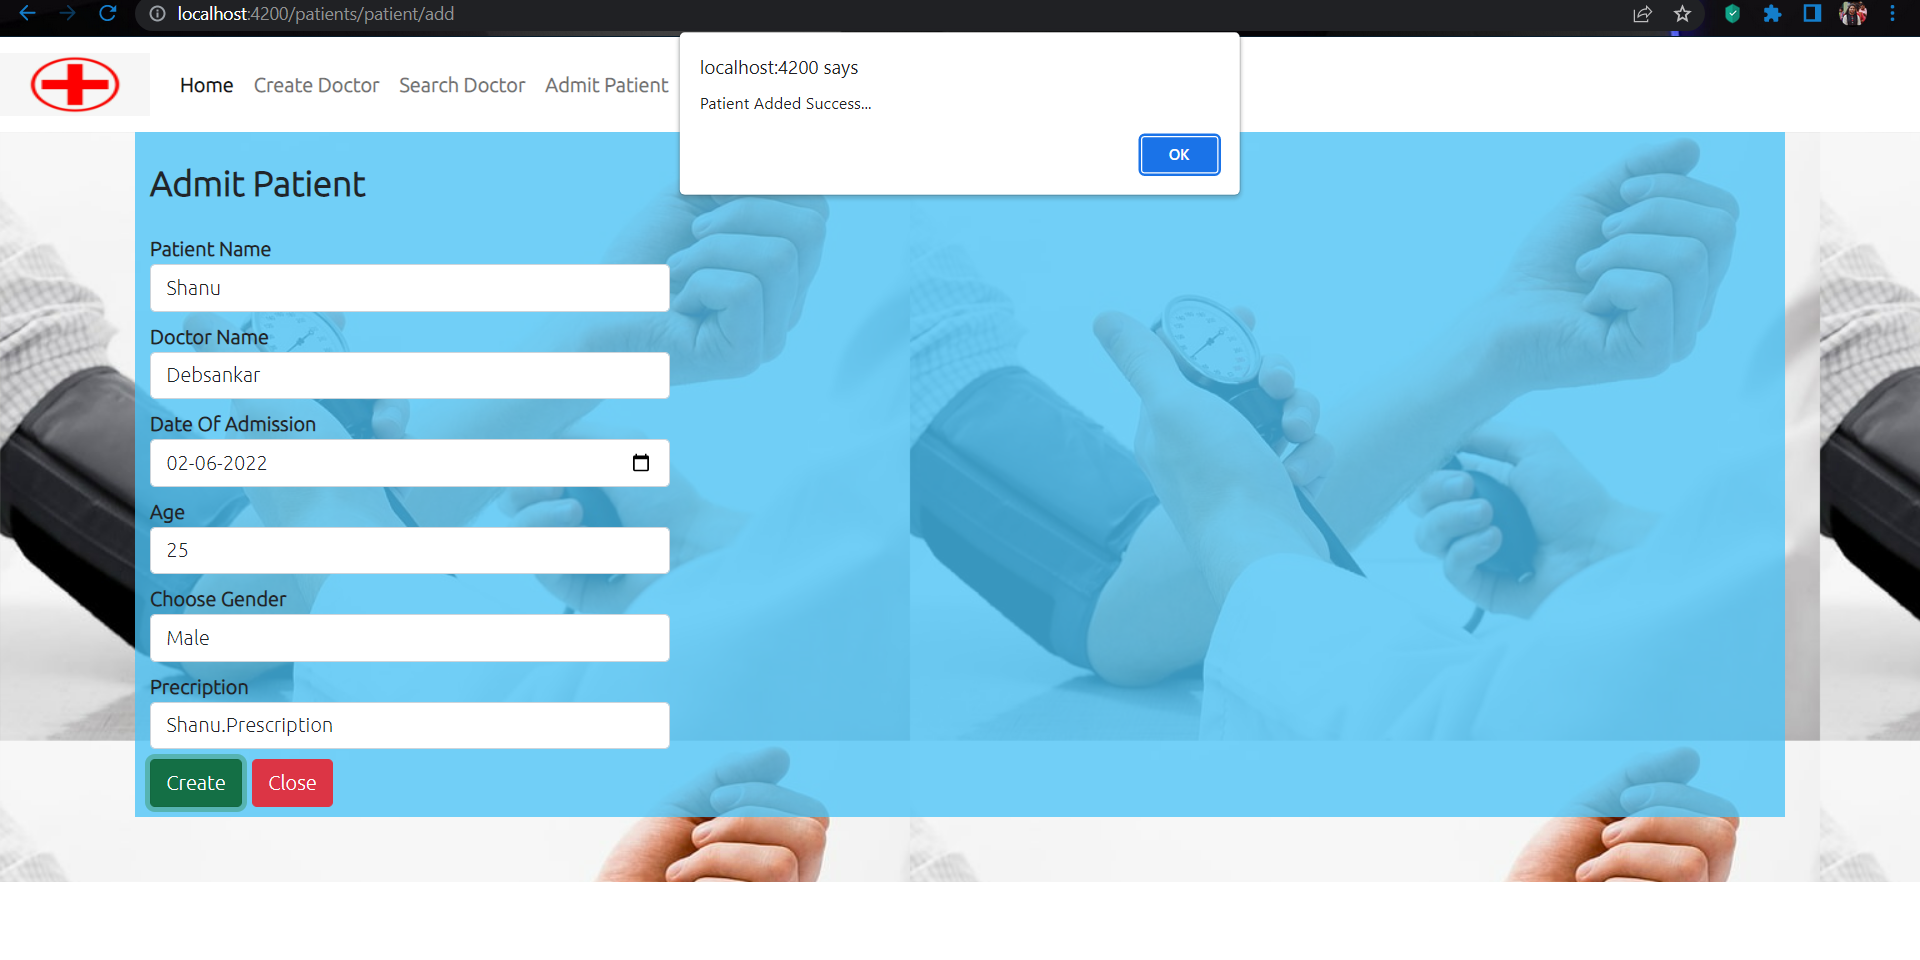 localhost:4200/patients/patient/add
Home Create Doctor Search Doctor Admit Patient
localhost:4200 says
Patient Added Success...
OK
Admit Patient
Patient Name
Shanu
Doctor Name
Debsankar
Date Of Admission
02-06-2022
Age
25
Choose Gender
Male
Precription
Shanu.Prescription
Create Close